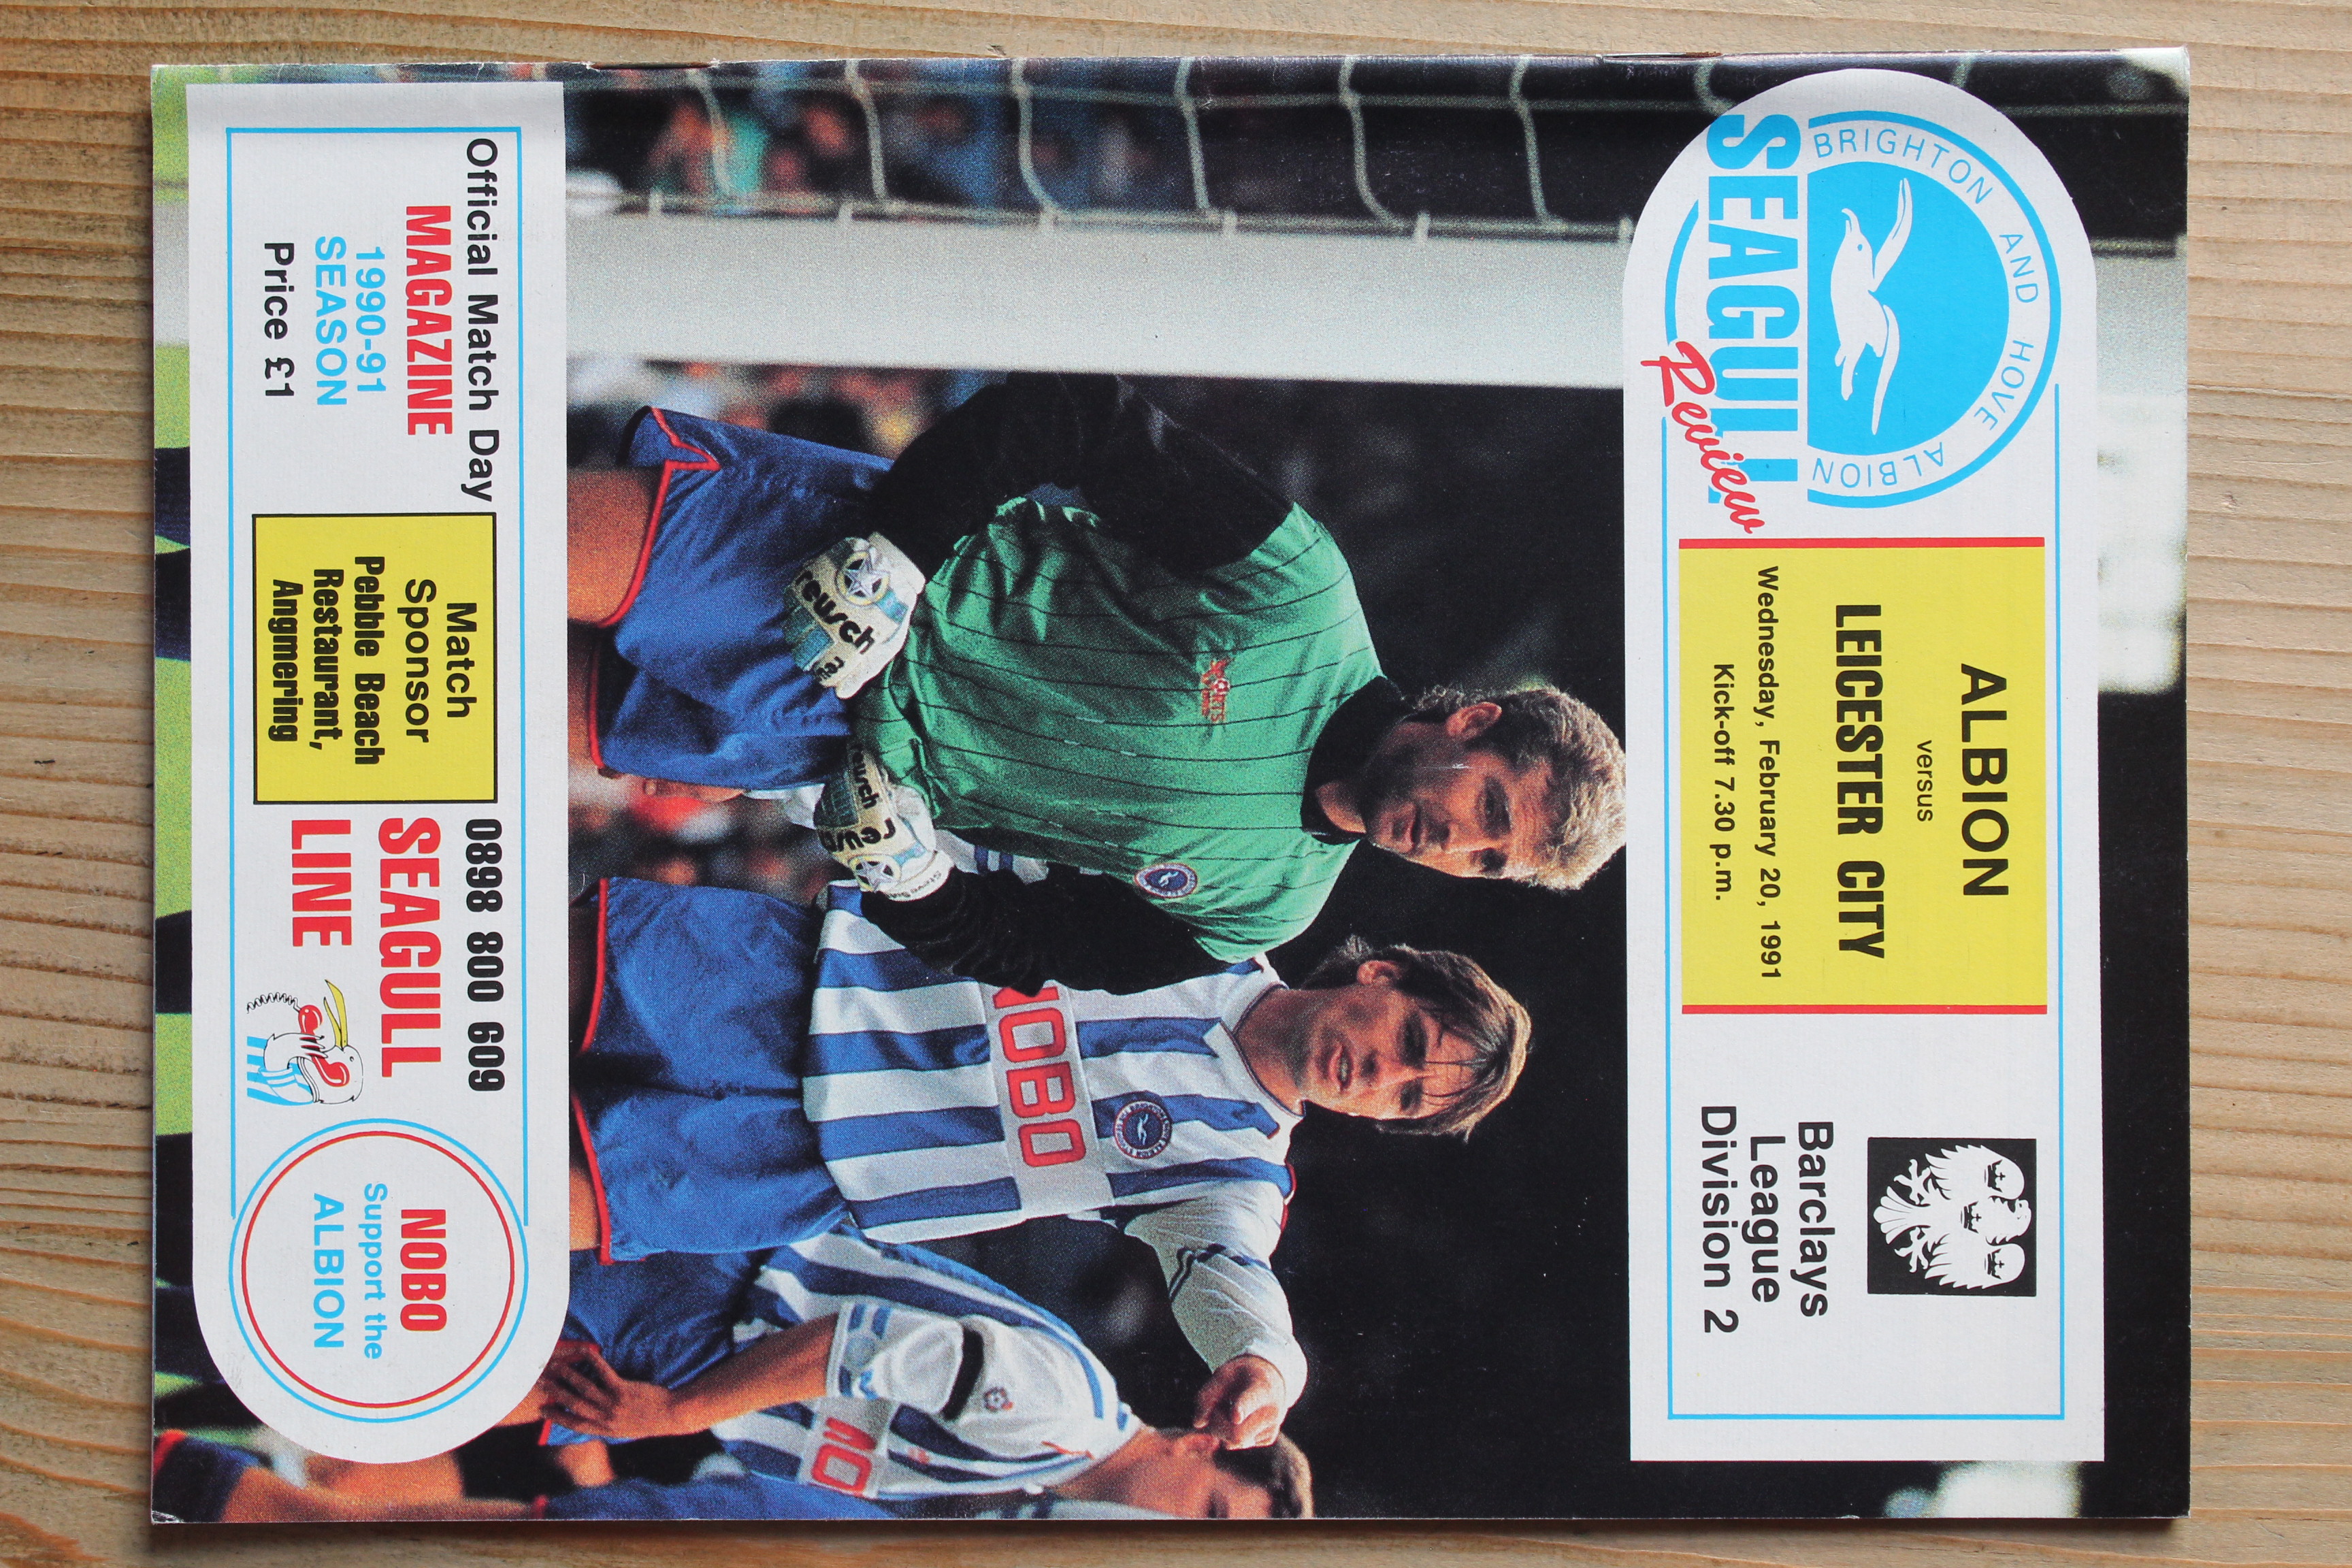 BRIGHTON AND HOVE ALBION
SEAGULL
Review
ALBION
versus
LEICESTER CITY
Wednesday, February 20, 1991
Kick-off 7.30 p.m.
Barclays
League
Division 2
reusch
reusch
NOBO
NO
Official Match Day
MAGAZINE
1990-91
SEASON
Price £1
Match
Sponsor
Pebble Beach
Restaurant,
Angmering
0898 800 609
SEAGULL
LINE
NOBO
Support the
ALBION